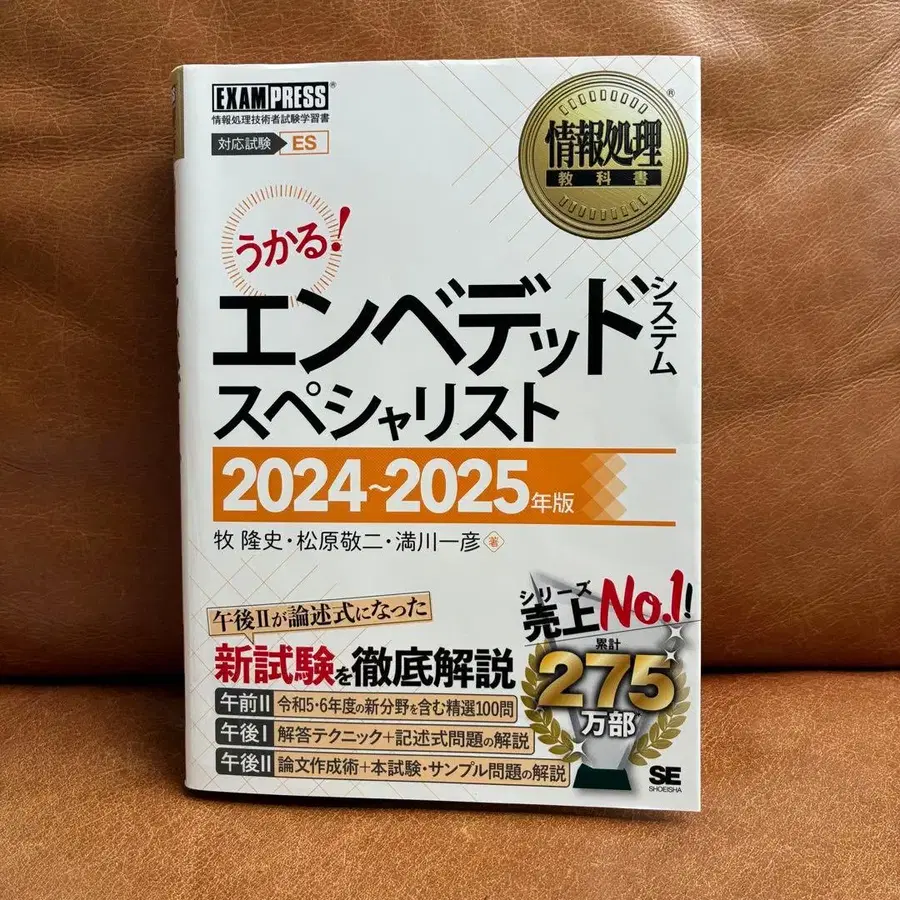 EXAMPRESS®
情報処理技術者試験学習書
対応試験 ES
情報処理®
教科書
うかる!
エンベデッドシステム
スペシャリスト
2024~2025年版
牧 隆史・松原敬二・満川一彦 著
午後Ⅱが論述式になった
新試験を徹底解説
午前Ⅱ 令和5・6年度の新分野を含む精選100問
午後Ⅰ 解答テクニック+記述式問題の解説
午後Ⅱ 論文作成術+本試験・サンプル問題の解説
シリーズ
売上No.1!
累計
275
万部
SE
SHOEISHA